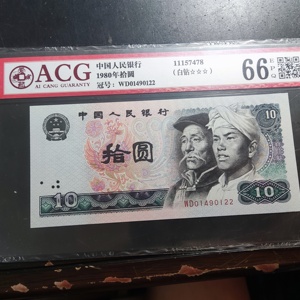 ACG
AI CANG GUARANTY
中国人民银行
1980年拾圆
冠号：WD01490122
11157478
(白钻☆☆☆)
66 EPQ
中国人民银行
10
拾圆
10
10
WD01490122